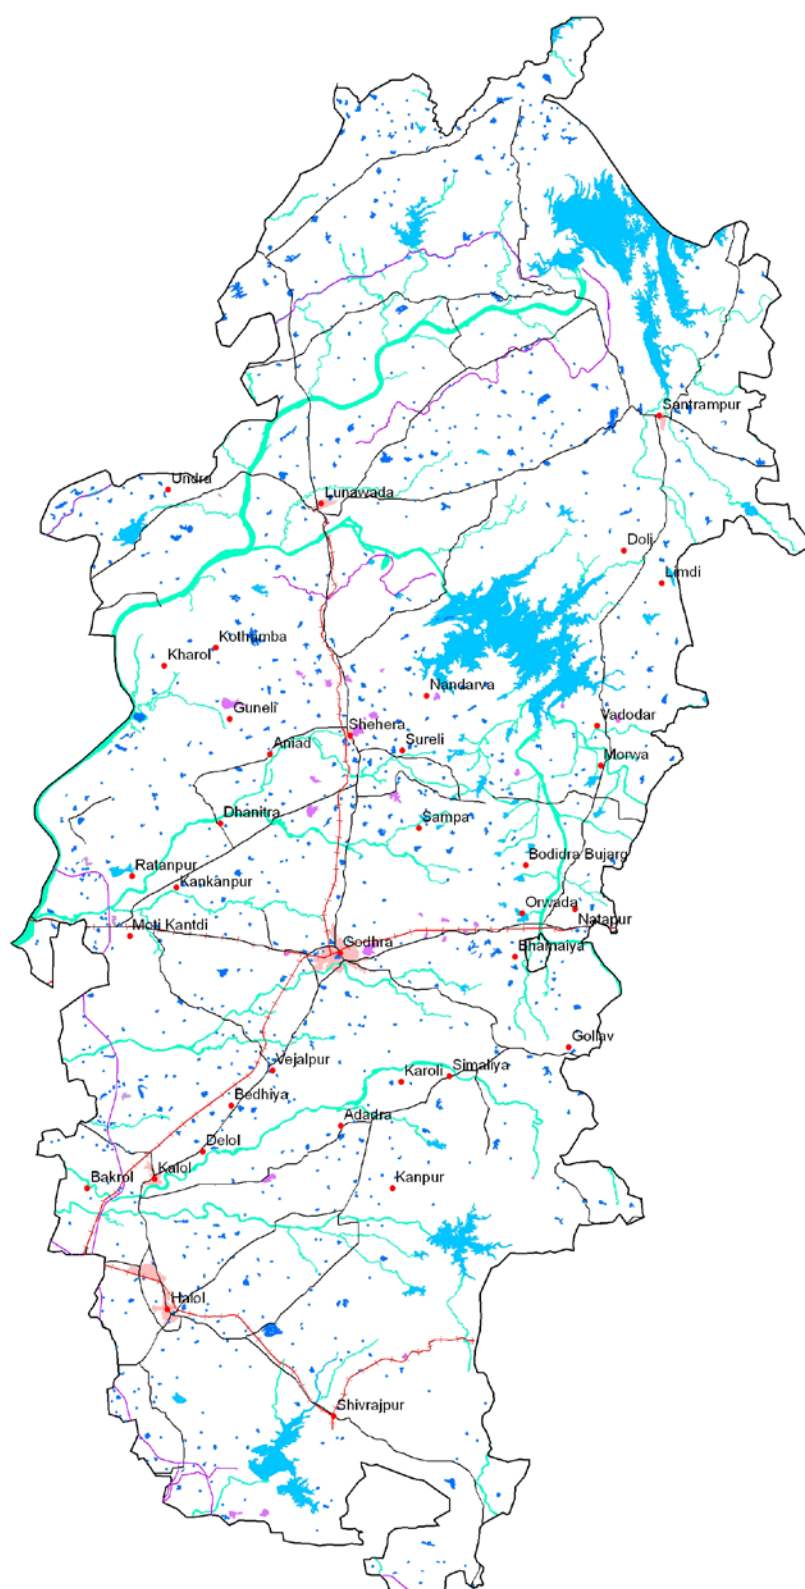 Santrampur
Undra
Lunawada
Doli
Limdi
Kothamba
Kharol
Nandarva
Guneli
Vadodar
Shehera
Aniad
Sureli
Morwa
Dhanitra
Sampa
Bodidra Bujarg
Ratanpur
Kankanpur
Orwada
Natapur
Moti Kantdi
Godhra
Bhamaiya
Gollav
Vejalpur
Karoli
Simaliya
Bedhiya
Adadra
Delol
Kalol
Bakrol
Kanpur
Halol
Shivrajpur